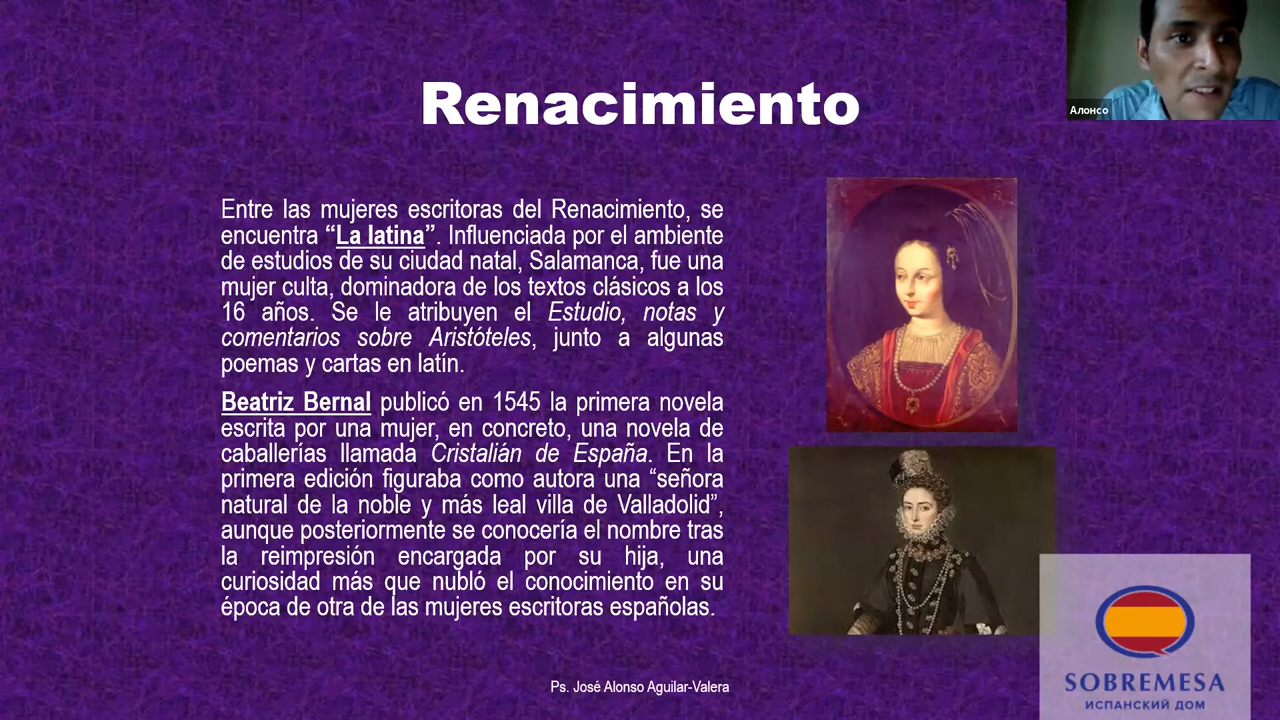 Renacimiento
Алонсо
Entre las mujeres escritoras del Renacimiento, se
encuentra “La latina”. Influenciada por el ambiente
de estudios de su ciudad natal, Salamanca, fue una
mujer culta, dominadora de los textos clásicos a los
16 años. Se le atribuyen el Estudio, notas y
comentarios sobre Aristóteles, junto a algunas
poemas y cartas en latín.
Beatriz Bernal publicó en 1545 la primera novela
escrita por una mujer, en concreto, una novela de
caballerías llamada Cristalián de España. En la
primera edición figuraba como autora una “señora
natural de la noble y más leal villa de Valladolid”,
aunque posteriormente se conocería el nombre tras
la reimpresión encargada por su hija, una
curiosidad más que nubló el conocimiento en su
época de otra de las mujeres escritoras españolas.
Ps. José Alonso Aguilar-Valera
SOBREMESA
ИСПАНСКИЙ ДОМ